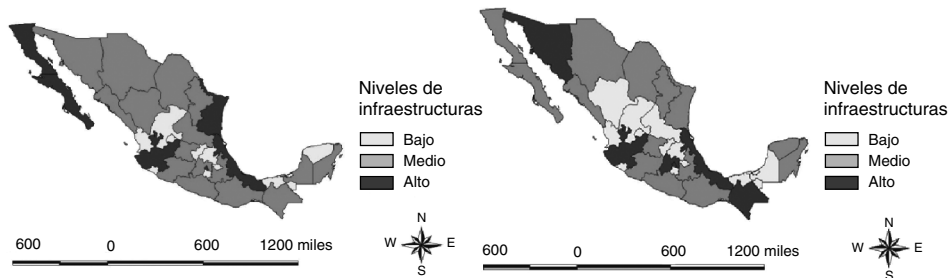 Niveles de
infraestructuras
Bajo
Medio
Alto
N
W E
S
600 0 600 1200 miles
Niveles de
infraestructuras
Bajo
Medio
Alto
N
W E
S
600 0 600 1200 miles